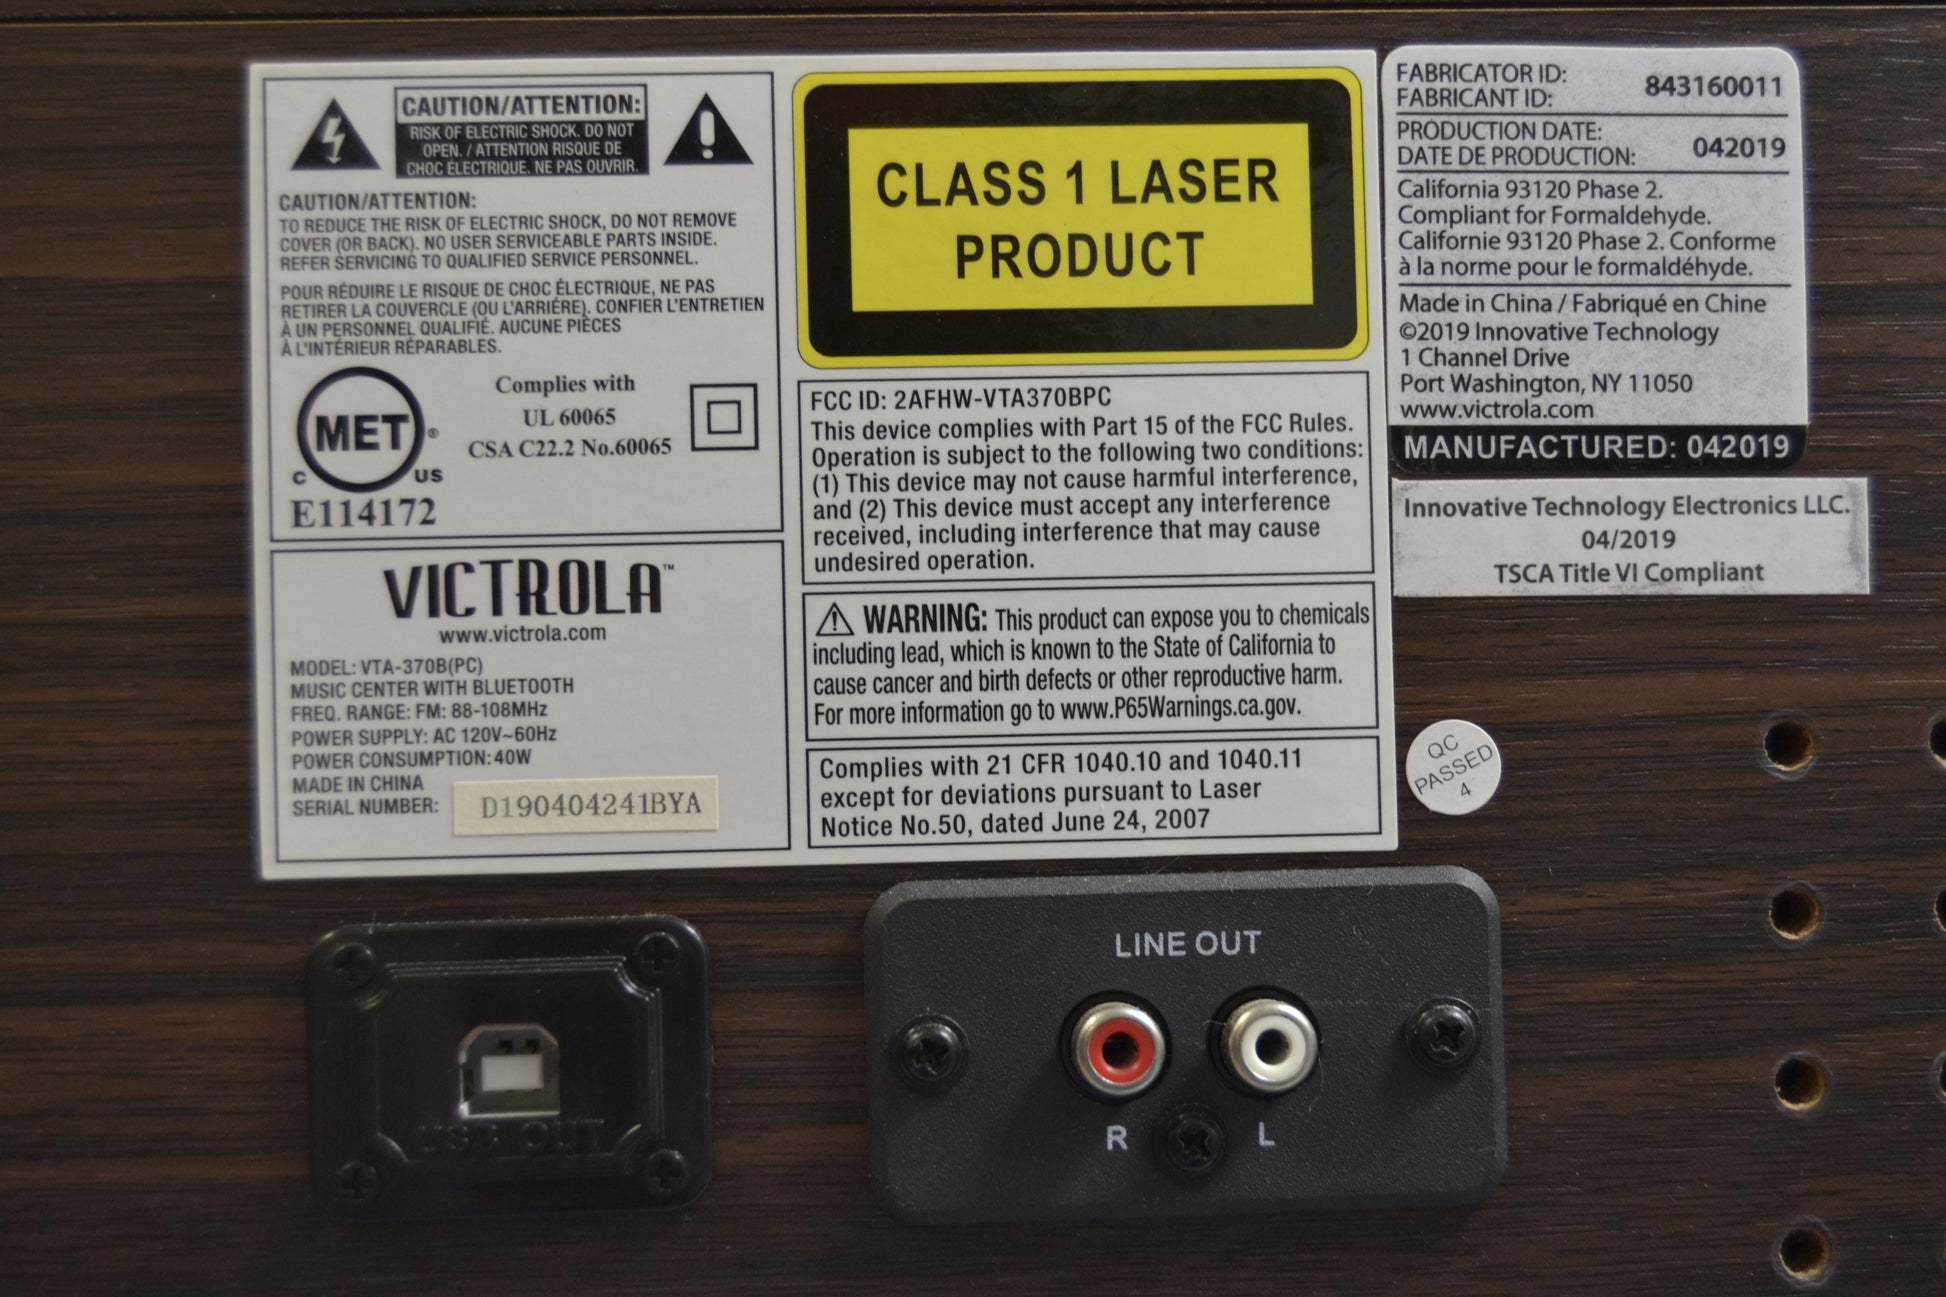 CAUTION/ATTENTION:
RISK OF ELECTRIC SHOCK. DO NOT
OPEN. / ATTENTION RISQUE DE
CHOC ÉLECTRIQUE. NE PAS OUVRIR.
CAUTION/ATTENTION:
TO REDUCE THE RISK OF ELECTRIC SHOCK, DO NOT REMOVE
COVER (OR BACK). NO USER SERVICEABLE PARTS INSIDE.
REFER SERVICING TO QUALIFIED SERVICE PERSONNEL.
POUR RÉDUIRE LE RISQUE DE CHOC ÉLECTRIQUE, NE PAS
RETIRER LA COUVERCLE (OU L'ARRIÉRE). CONFIER L'ENTRETIEN
À UN PERSONNEL QUALIFIÉ. AUCUNE PIÈCES
À L'INTÉRIEUR RÉPARABLES.
MET®
C US
E114172
Complies with
UL 60065
CSA C22.2 No.60065
VICTROLA™
www.victrola.com
MODEL: VTA-370B(PC)
MUSIC CENTER WITH BLUETOOTH
FREQ. RANGE: FM: 88-108MHz
POWER SUPPLY: AC 120V~60Hz
POWER CONSUMPTION: 40W
MADE IN CHINA
SERIAL NUMBER: D190404241BYA
CLASS 1 LASER
PRODUCT
FCC ID: 2AFHW-VTA370BPC
This device complies with Part 15 of the FCC Rules.
Operation is subject to the following two conditions:
(1) This device may not cause harmful interference,
and (2) This device must accept any interference
received, including interference that may cause
undesired operation.
WARNING: This product can expose you to chemicals
including lead, which is known to the State of California to
cause cancer and birth defects or other reproductive harm.
For more information go to www.P65Warnings.ca.gov.
Complies with 21 CFR 1040.10 and 1040.11
except for deviations pursuant to Laser
Notice No.50, dated June 24, 2007
FABRICATOR ID:
FABRICANT ID:
843160011
PRODUCTION DATE:
DATE DE PRODUCTION:
042019
California 93120 Phase 2.
Compliant for Formaldehyde.
Californie 93120 Phase 2. Conforme
à la norme pour le formaldéhyde.
Made in China / Fabriqué en Chine
©2019 Innovative Technology
1 Channel Drive
Port Washington, NY 11050
www.victrola.com
MANUFACTURED: 042019
Innovative Technology Electronics LLC.
04/2019
TSCA Title VI Compliant
QC
PASSED
4
USB OUT
LINE OUT
R L